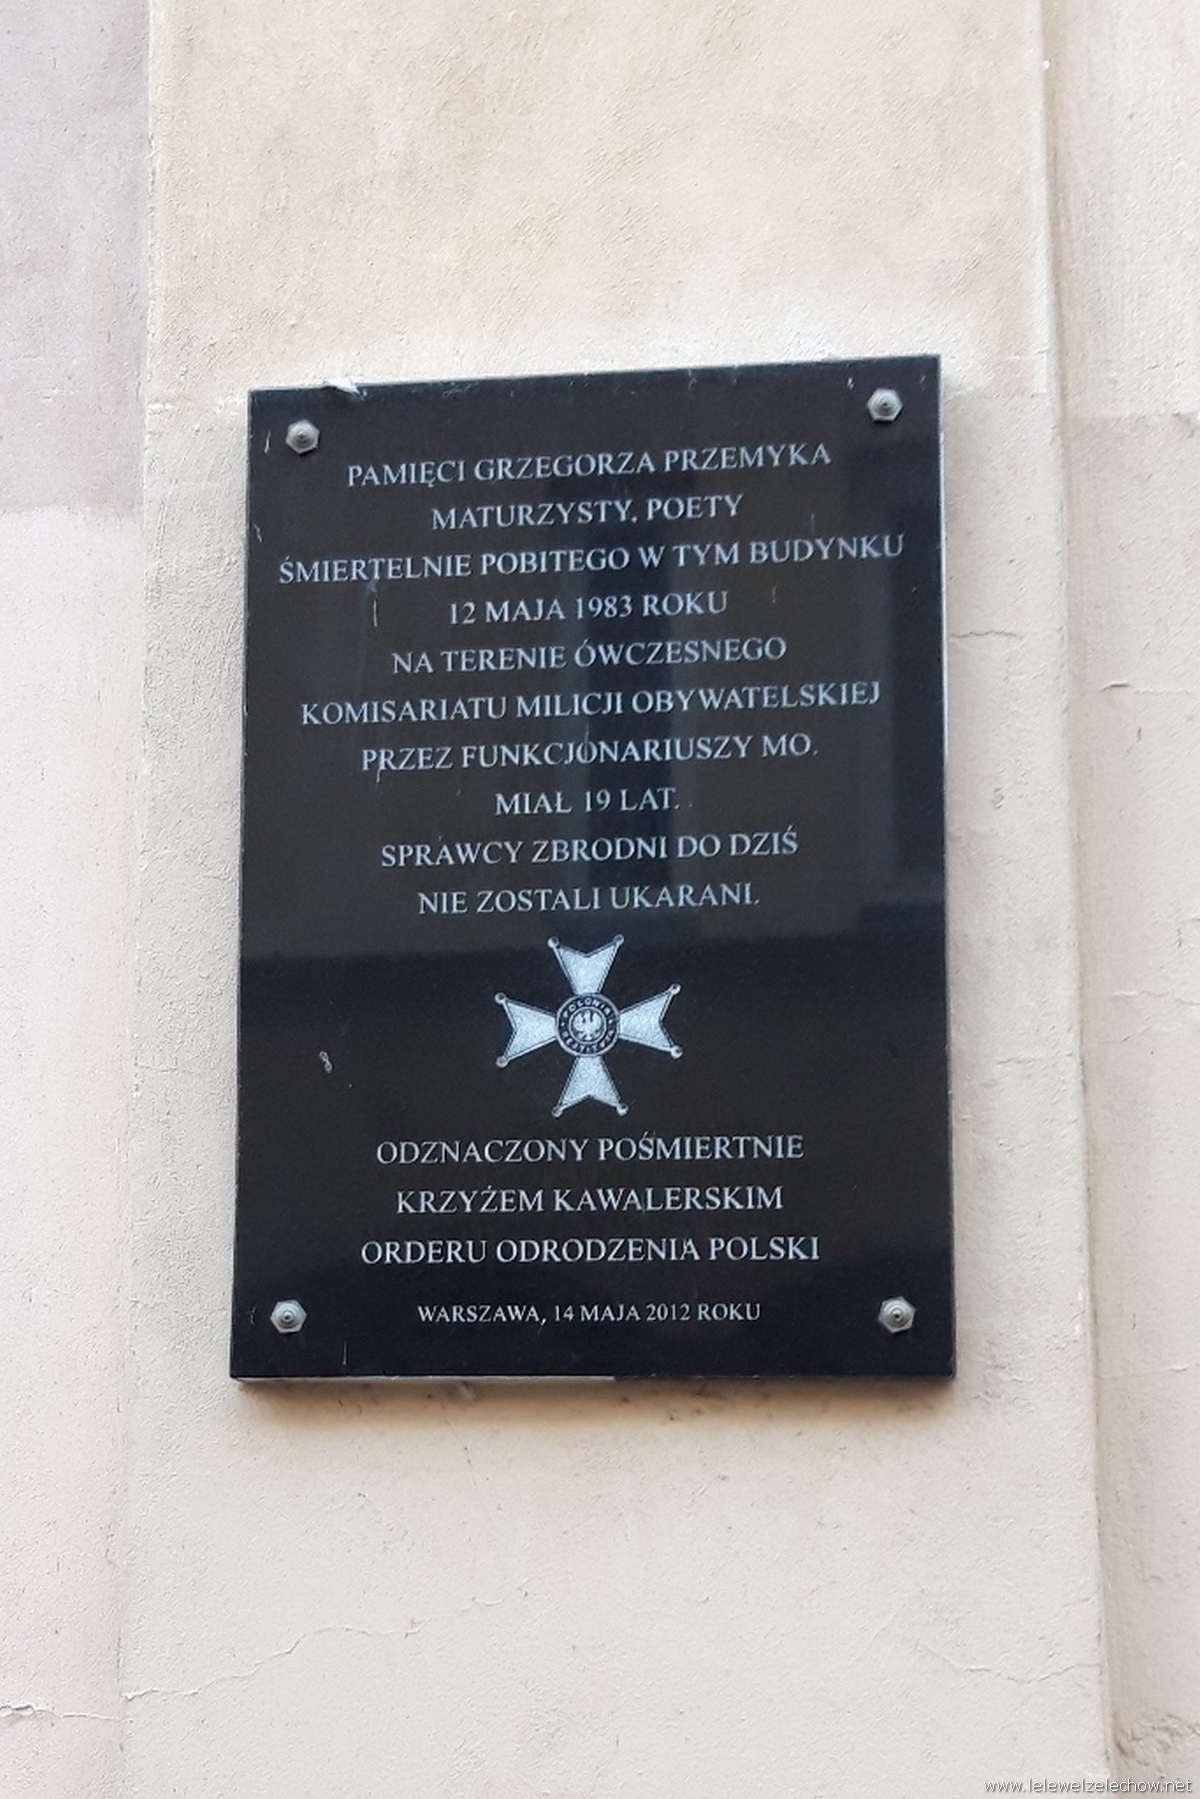 PAMIĘCI GRZEGORZA PRZEMYKA
MATURZYSTY, POETY
ŚMIERTELNIE POBITEGO W TYM BUDYNKU
12 MAJA 1983 ROKU
NA TERENIE ÓWCZESNEGO
KOMISARIATU MILICJI OBYWATELSKIEJ
PRZEZ FUNKCJONARIUSZY MO.
MIAŁ 19 LAT.
SPRAWCY ZBRODNI DO DZIŚ
NIE ZOSTALI UKARANI.
POLONIA
RESTITUTA
ODZNACZONY POŚMIERTNIE
KRZYŻEM KAWALERSKIM
ORDERU ODRODZENIA POLSKI
WARSZAWA, 14 MAJA 2012 ROKU
www.lelewelzelechow.net